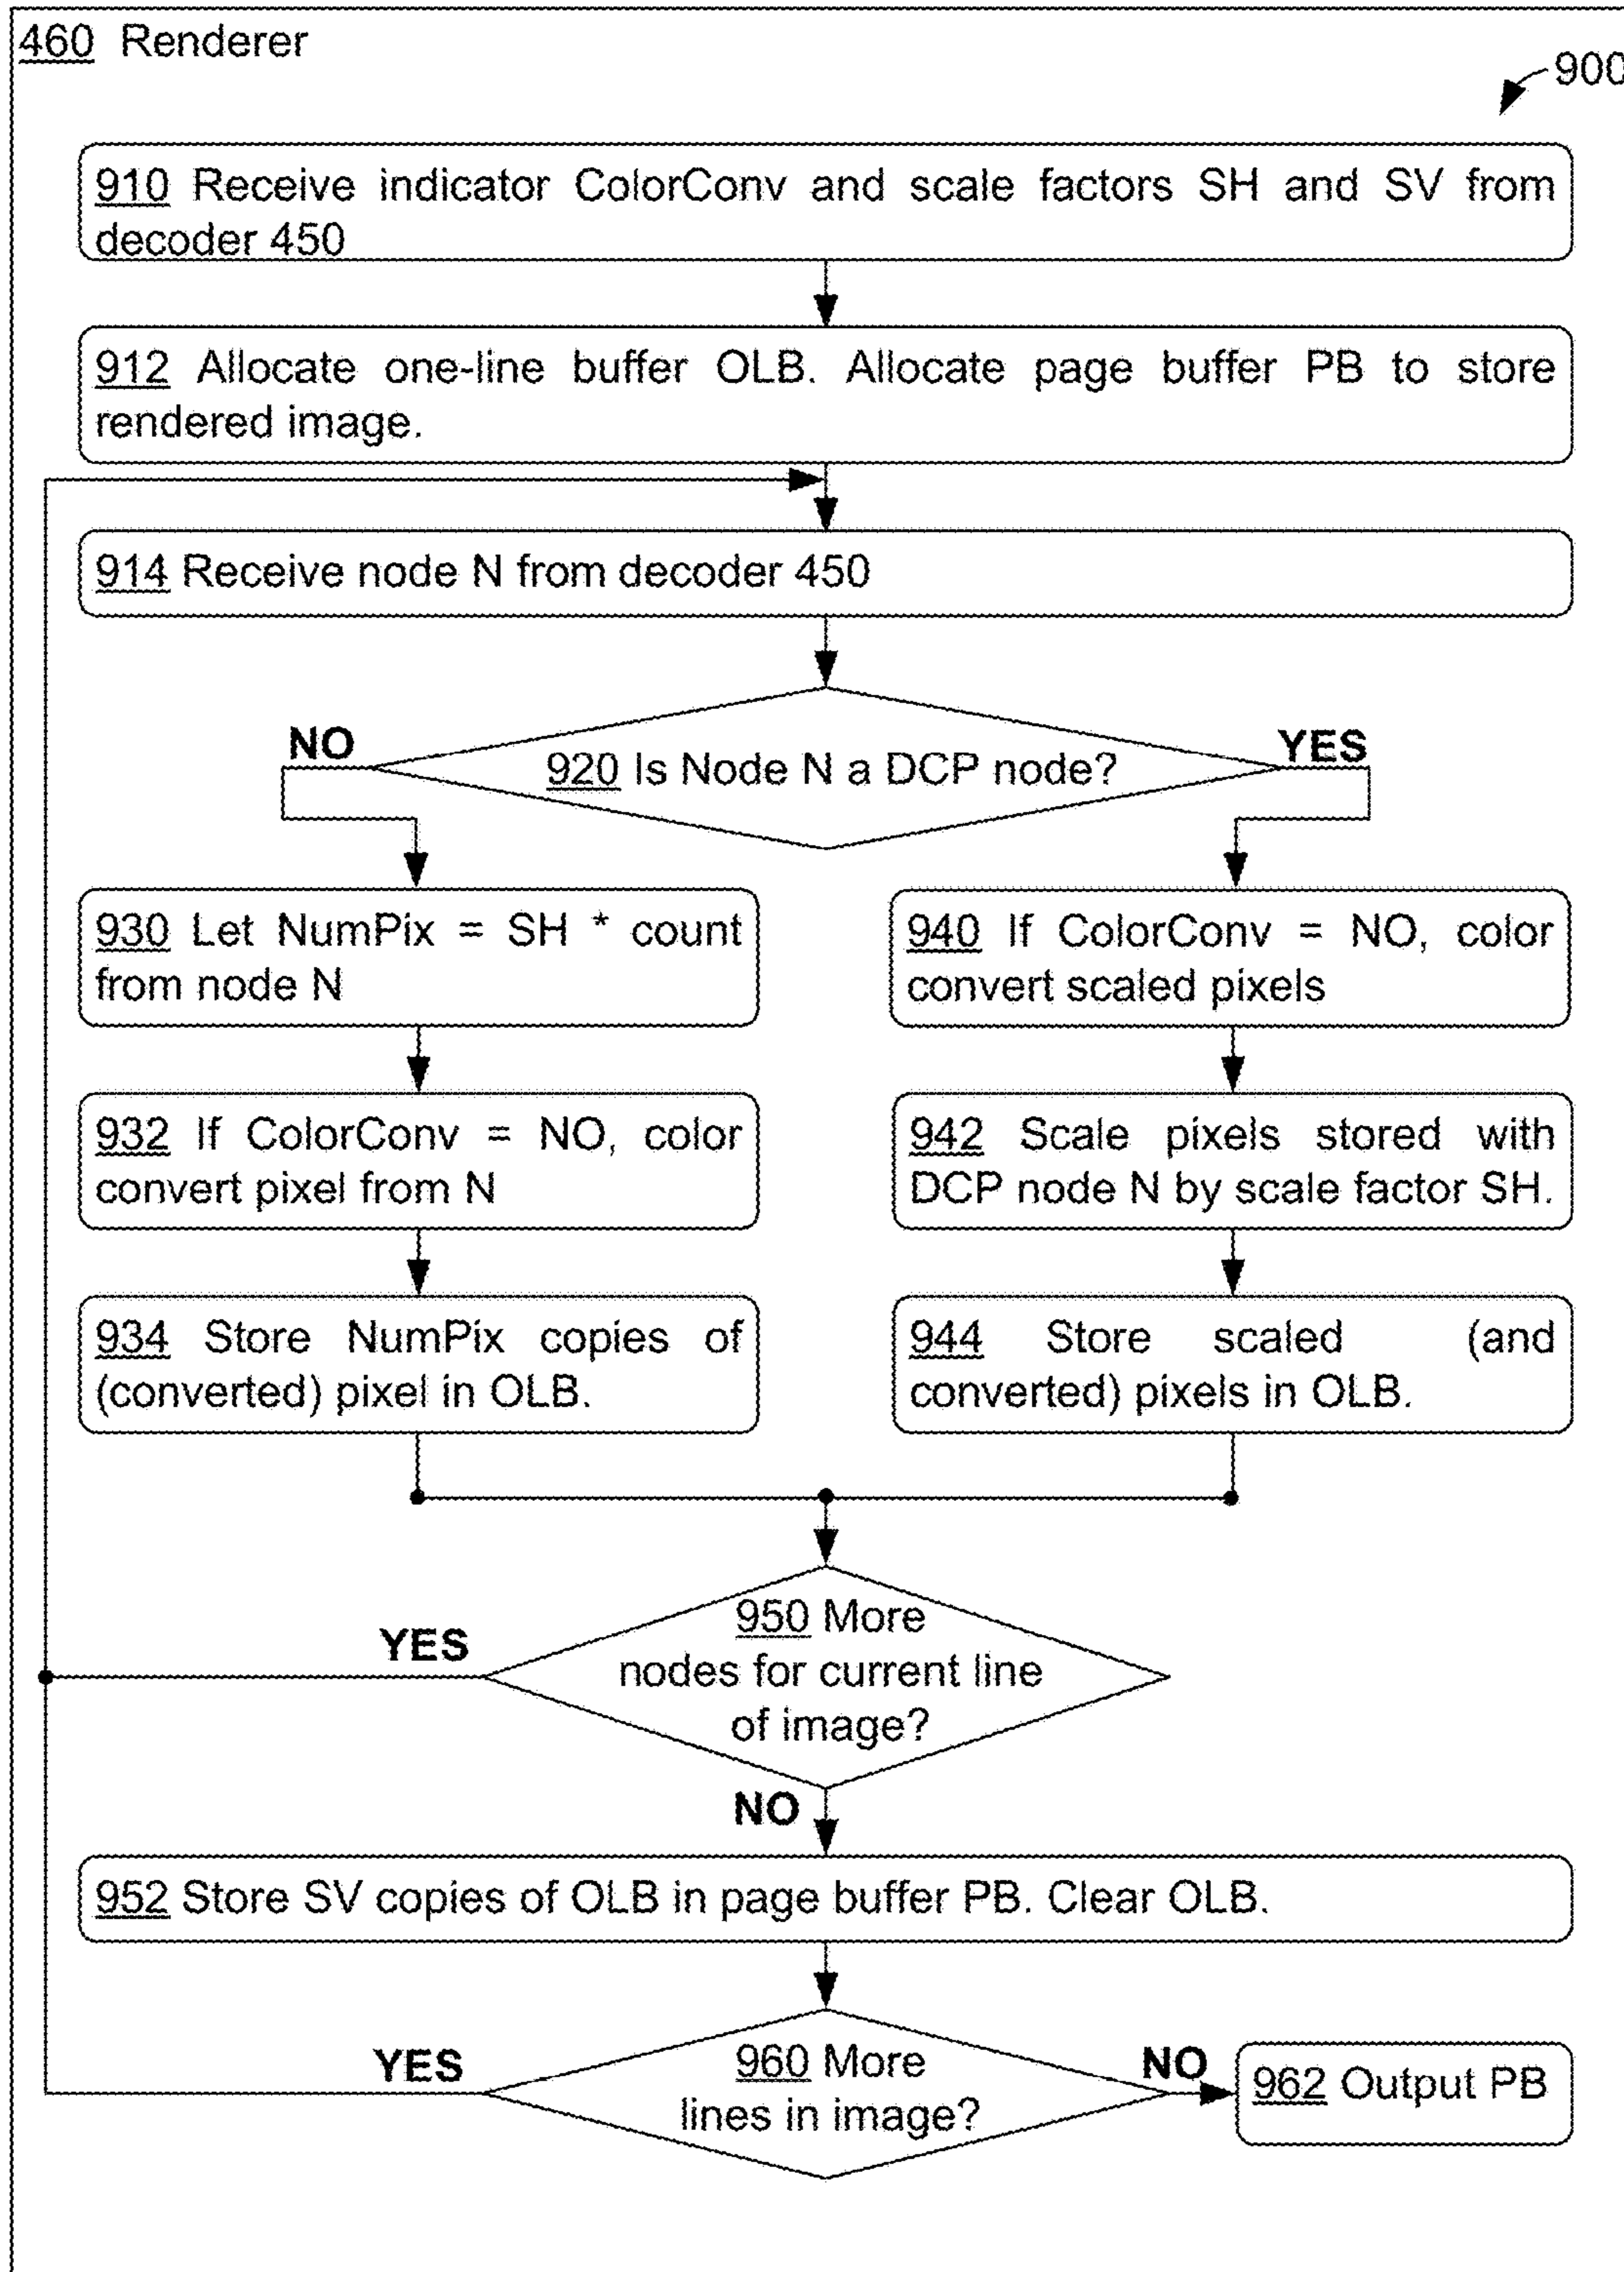 460 Renderer
900
910 Receive indicator ColorConv and scale factors SH and SV from
decoder 450
912 Allocate one-line buffer OLB. Allocate page buffer PB to store
rendered image.
914 Receive node N from decoder 450
NO
920 Is Node N a DCP node?
YES
930 Let NumPix = SH * count
from node N
940 If ColorConv = NO, color
convert scaled pixels
932 If ColorConv = NO, color
convert pixel from N
942 Scale pixels stored with
DCP node N by scale factor SH.
934 Store NumPix copies of
(converted) pixel in OLB.
944 Store scaled (and
converted) pixels in OLB.
950 More
nodes for current line
of image?
YES
NO
952 Store SV copies of OLB in page buffer PB. Clear OLB.
YES
960 More
lines in image?
NO
962 Output PB